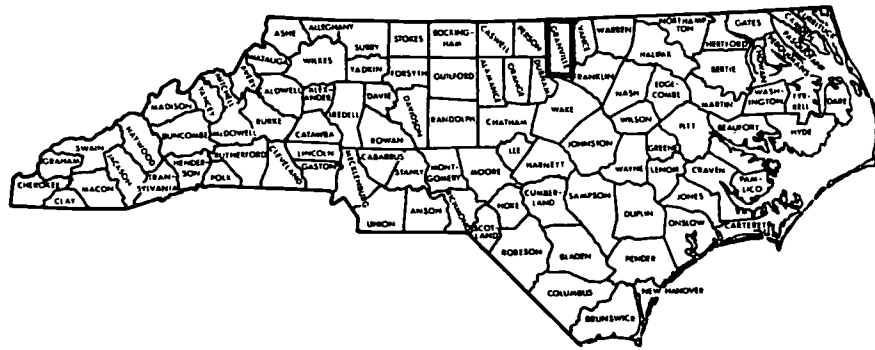 ASHE
ALLEGHANY
SURRY
STOKES
ROCKING-
HAM
CASWELL
PERSON
GRANVILLE
VANCE
WARREN
NORTHAMP
TON
GATES
HERTFORD
HALIFAX
BERTIE
WATAUGA
WILKES
YADKIN
FORSYTH
GUILFORD
ALAMANCE
ORANGE
DURHAM
FRANKLIN
NASH
EDGE-
COMBE
MARTIN
WASH-
INGTON
TYR
RELL
DARE
MADISON
YANCEY
MITCHELL
AVERY
ALDWELL
ALEX-
ANDER
IREDELL
DAVIE
DAVIDSON
RANDOLPH
CHATHAM
WAKE
WILSON
PITT
BEAUFORT
HYDE
SWAIN
HAYWOOD
BUNCOMBE
McDOWELL
BURKE
CATAWBA
ROWAN
LEE
JOHNSTON
GREEN
GRAHAM
JACKSON
HENDER-
SON
RUTHERFORD
CLEVELAND
LINCOLN
GASTON
MECKLENBURG
CABARRUS
STANLY
MONT-
GOMERY
MOORE
HARNETT
WAYNE
LENOIR
CRAVEN
PAM-
LICO
CHEROKEE
CLAY
MACON
TRAN-
SYLVANIA
POLK
UNION
ANSON
RICHMOND
SCOT-
LAND
HOKE
CUMBER-
LAND
SAMPSON
DUPLIN
JONES
ONSLOW
CARTERET
ROBESON
BLADEN
PENDER
COLUMBUS
NEW HANOVER
BRUNSWICK